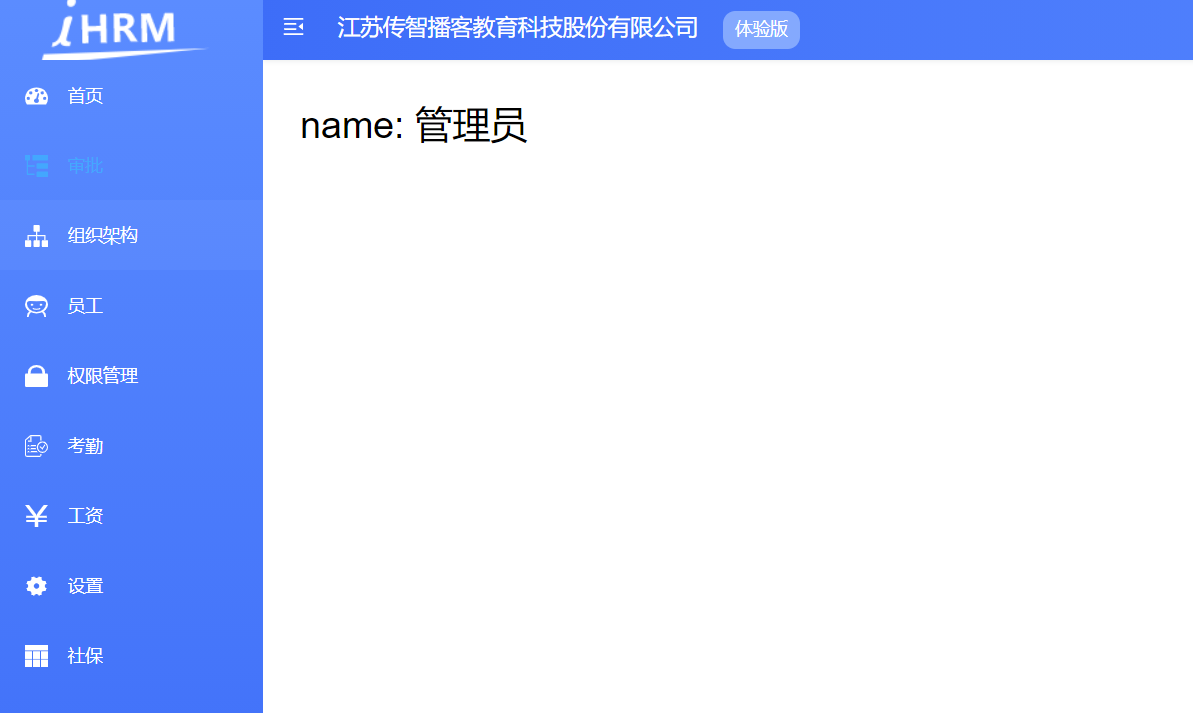 iHRM
江苏传智播客教育科技股份有限公司 体验版
首页
审批
组织架构
员工
权限管理
考勤
工资
设置
社保
name: 管理员